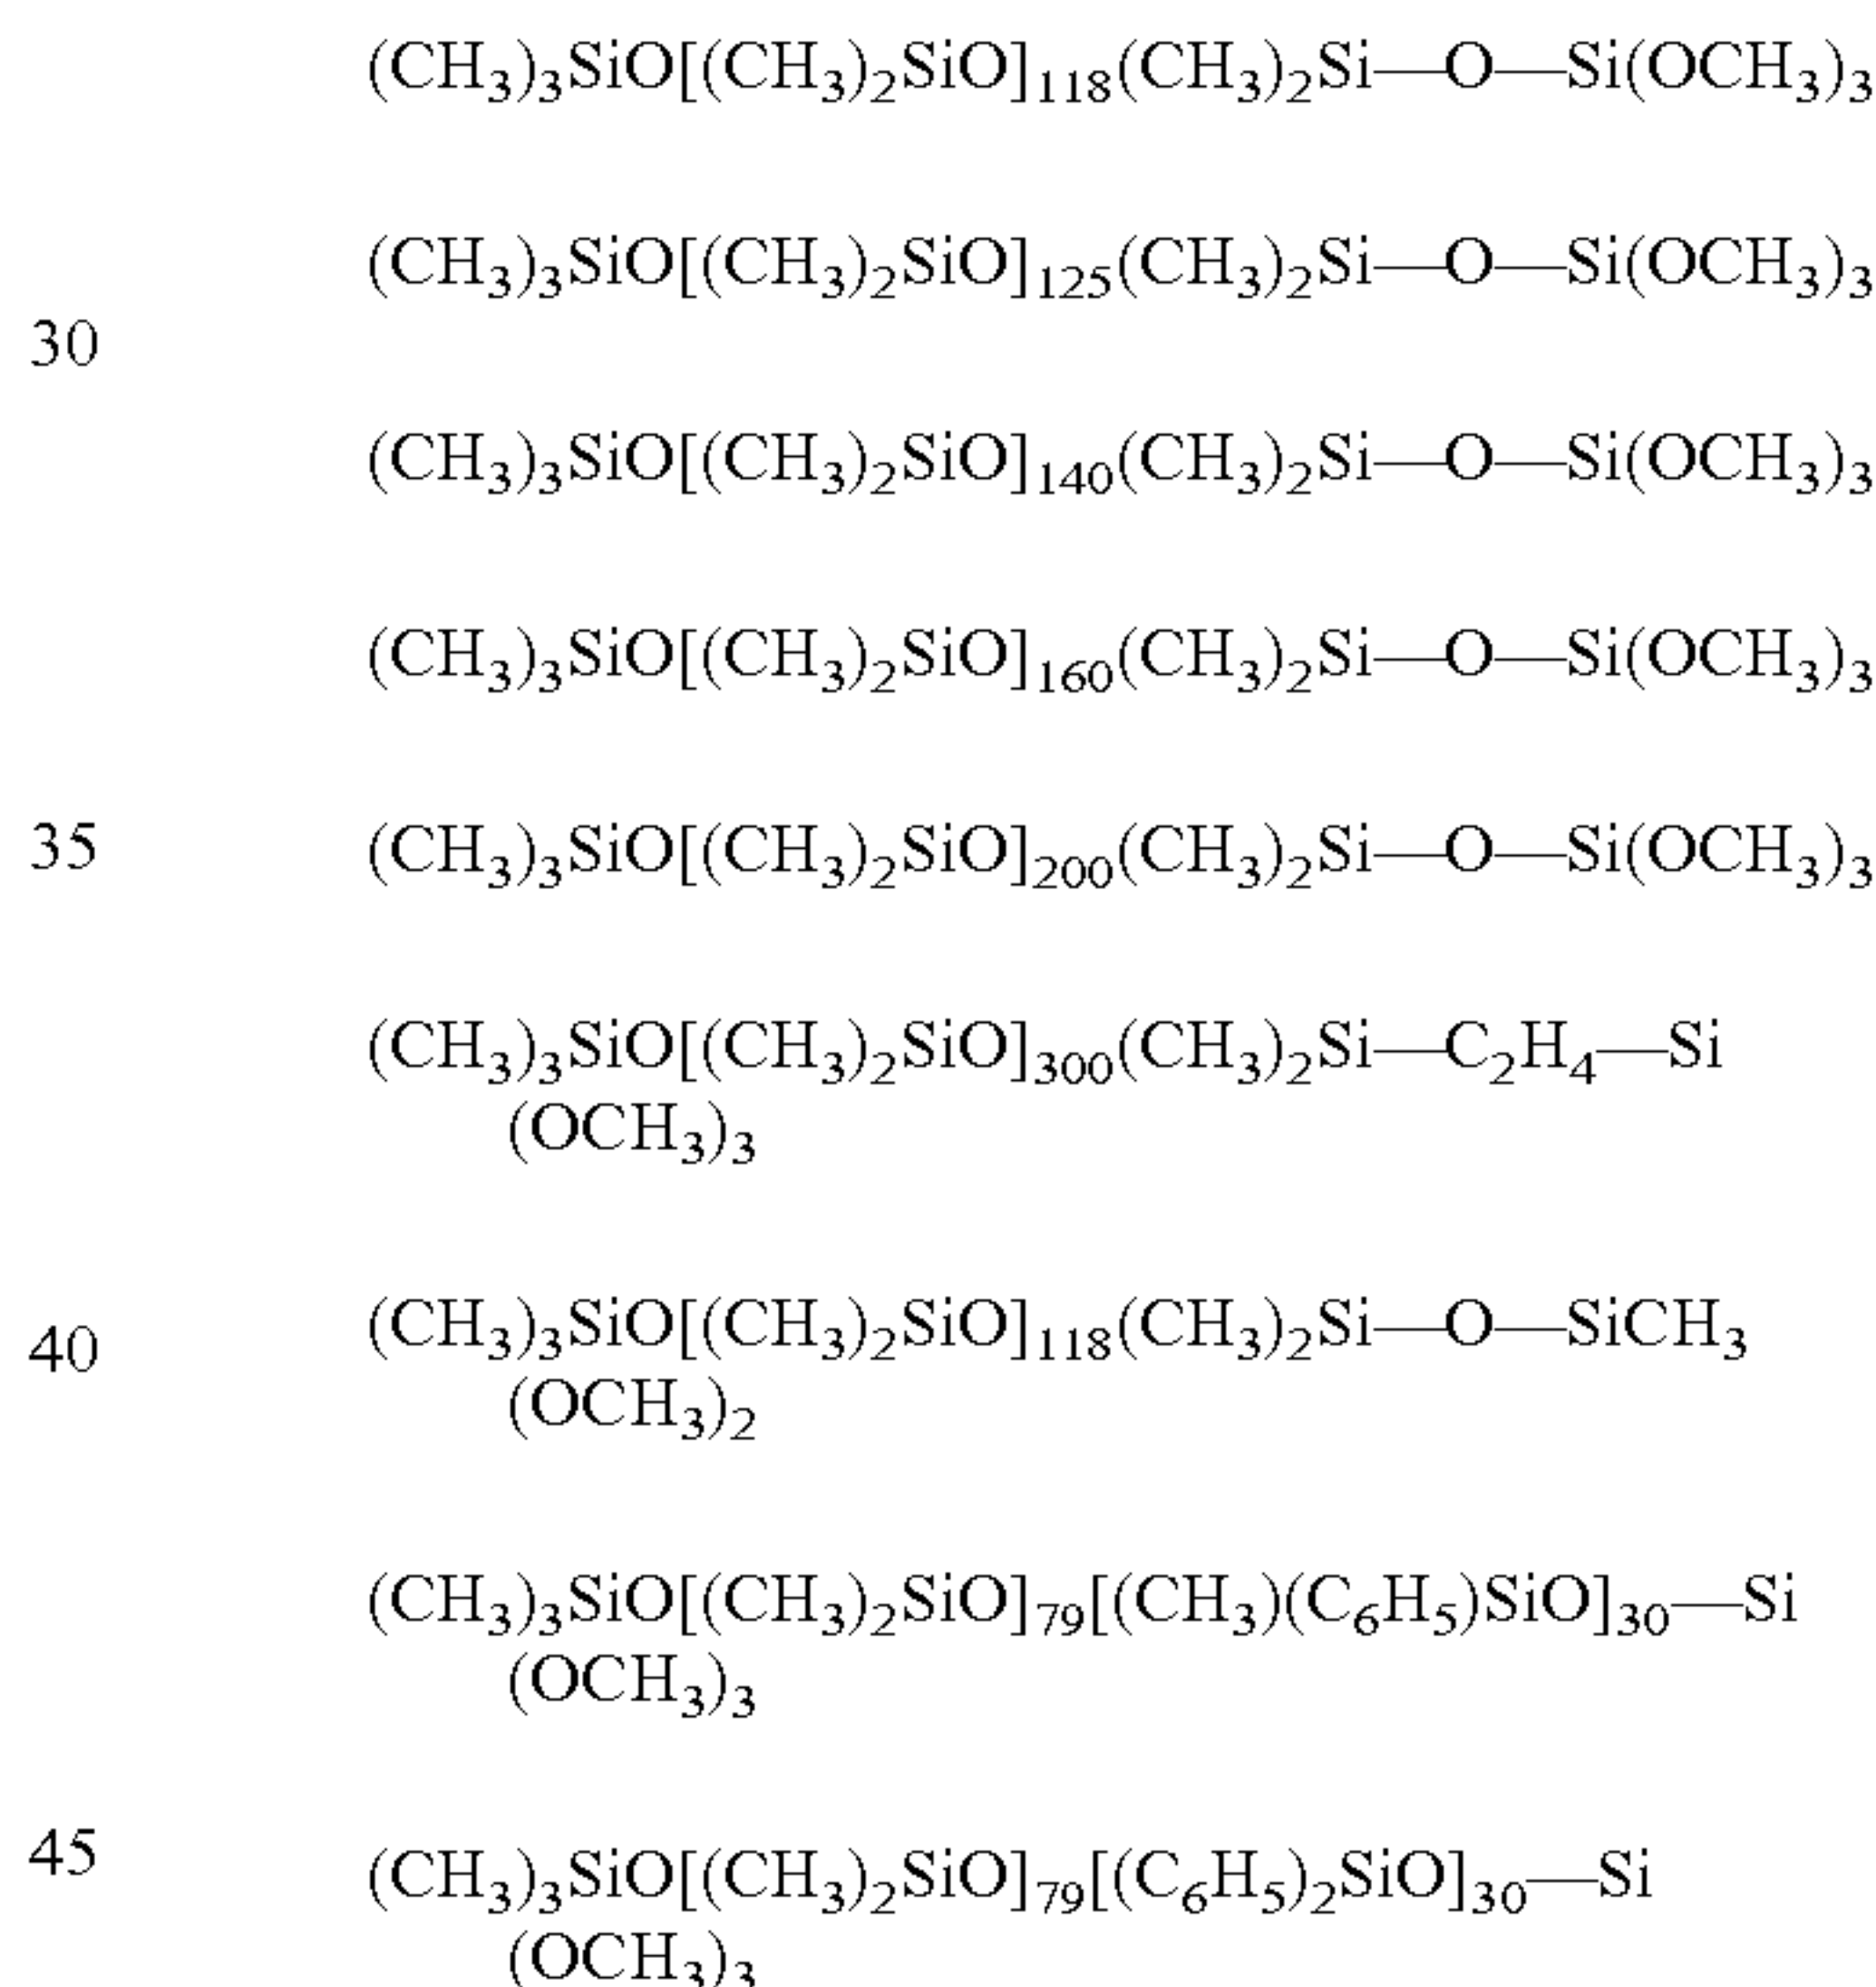 (CH₃)₃SiO[(CH₃)₂SiO]₁₁₈(CH₃)₂Si—O—Si(OCH₃)₃
(CH₃)₃SiO[(CH₃)₂SiO]₁₂₅(CH₃)₂Si—O—Si(OCH₃)₃
30
(CH₃)₃SiO[(CH₃)₂SiO]₁₄₀(CH₃)₂Si—O—Si(OCH₃)₃
(CH₃)₃SiO[(CH₃)₂SiO]₁₆₀(CH₃)₂Si—O—Si(OCH₃)₃
35 (CH₃)₃SiO[(CH₃)₂SiO]₂₀₀(CH₃)₂Si—O—Si(OCH₃)₃
(CH₃)₃SiO[(CH₃)₂SiO]₃₀₀(CH₃)₂Si—C₂H₄—Si
(OCH₃)₃
40 (CH₃)₃SiO[(CH₃)₂SiO]₁₁₈(CH₃)₂Si—O—SiCH₃
(OCH₃)₂
(CH₃)₃SiO[(CH₃)₂SiO]₇₉[(CH₃)(C₆H₅)SiO]₃₀—Si
(OCH₃)₃
45 (CH₃)₃SiO[(CH₃)₂SiO]₇₉[(C₆H₅)₂SiO]₃₀—Si
(OCH₃)₃